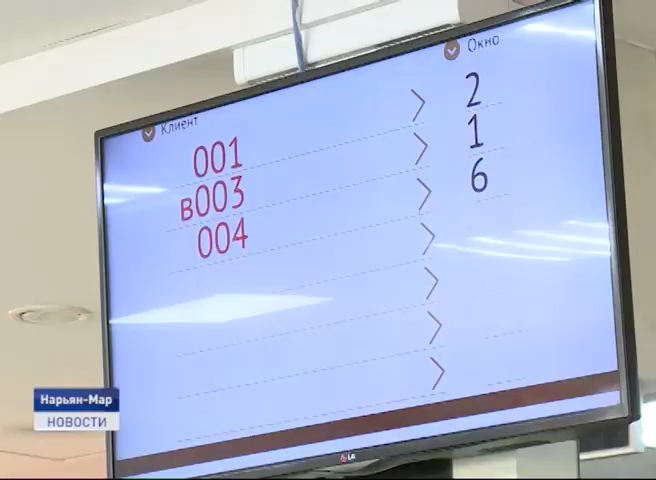 Клиент Окно
001 > 2
в003 > 1
004 > 6
>
>
>
>
LG
Нарьян-Мар
НОВОСТИ